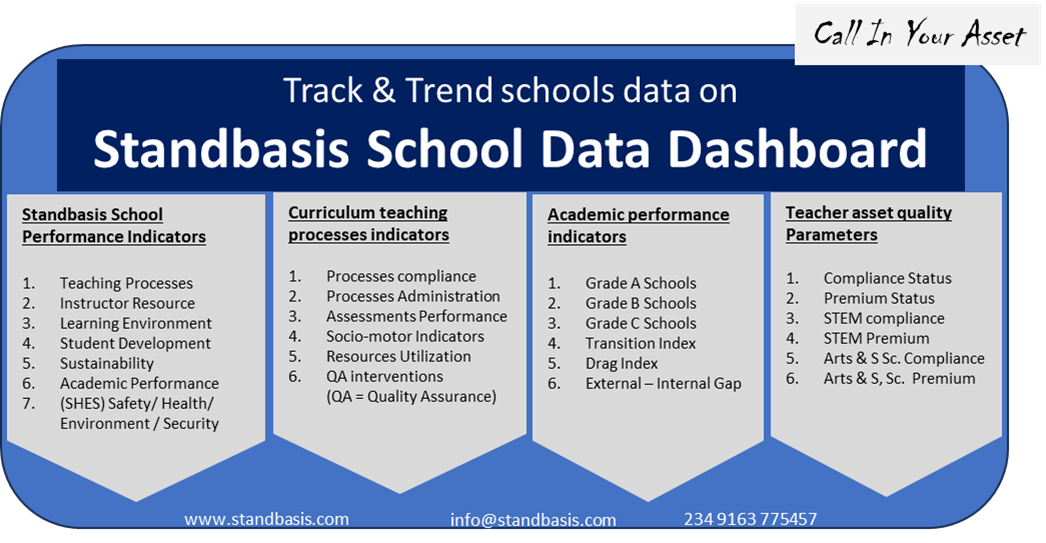 Call In Your Asset
Track & Trend schools data on
Standbasis School Data Dashboard
Standbasis School
Performance Indicators
1. Teaching Processes
2. Instructor Resource
3. Learning Environment
4. Student Development
5. Sustainability
6. Academic Performance
7. (SHES) Safety/ Health/
Environment / Security
Curriculum teaching
processes indicators
1. Processes compliance
2. Processes Administration
3. Assessments Performance
4. Socio-motor Indicators
5. Resources Utilization
6. QA interventions
(QA = Quality Assurance)
Academic performance
indicators
1. Grade A Schools
2. Grade B Schools
3. Grade C Schools
4. Transition Index
5. Drag Index
6. External – Internal Gap
Teacher asset quality
Parameters
1. Compliance Status
2. Premium Status
3. STEM compliance
4. STEM Premium
5. Arts & S Sc. Compliance
6. Arts & S, Sc. Premium
www.standbasis.com
info@standbasis.com
234 9163 775457